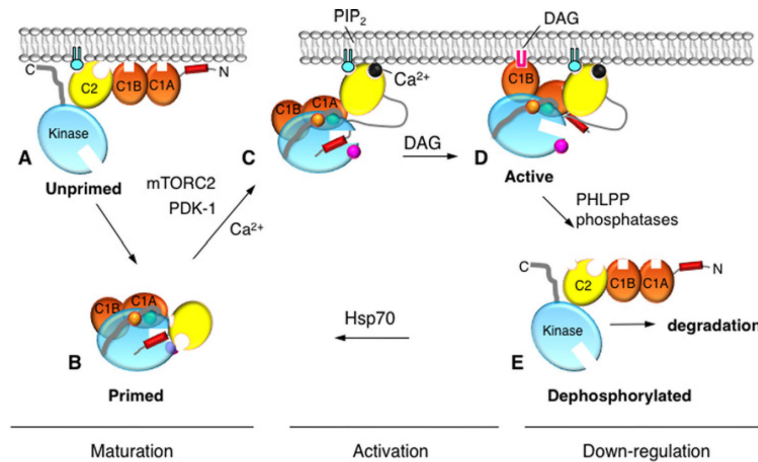 PIP₂
DAG
C
C2
C1B
C1A
N
Kinase
A
Unprimed
Ca²⁺
C1B
C1A
C
DAG
C1B
D
Active
mTORC2
PDK-1
Ca²⁺
PHLPP
phosphatases
C1B
C1A
B
Primed
Hsp70
C
C2
C1B
C1A
N
Kinase
degradation
E
Dephosphorylated
Maturation
Activation
Down-regulation